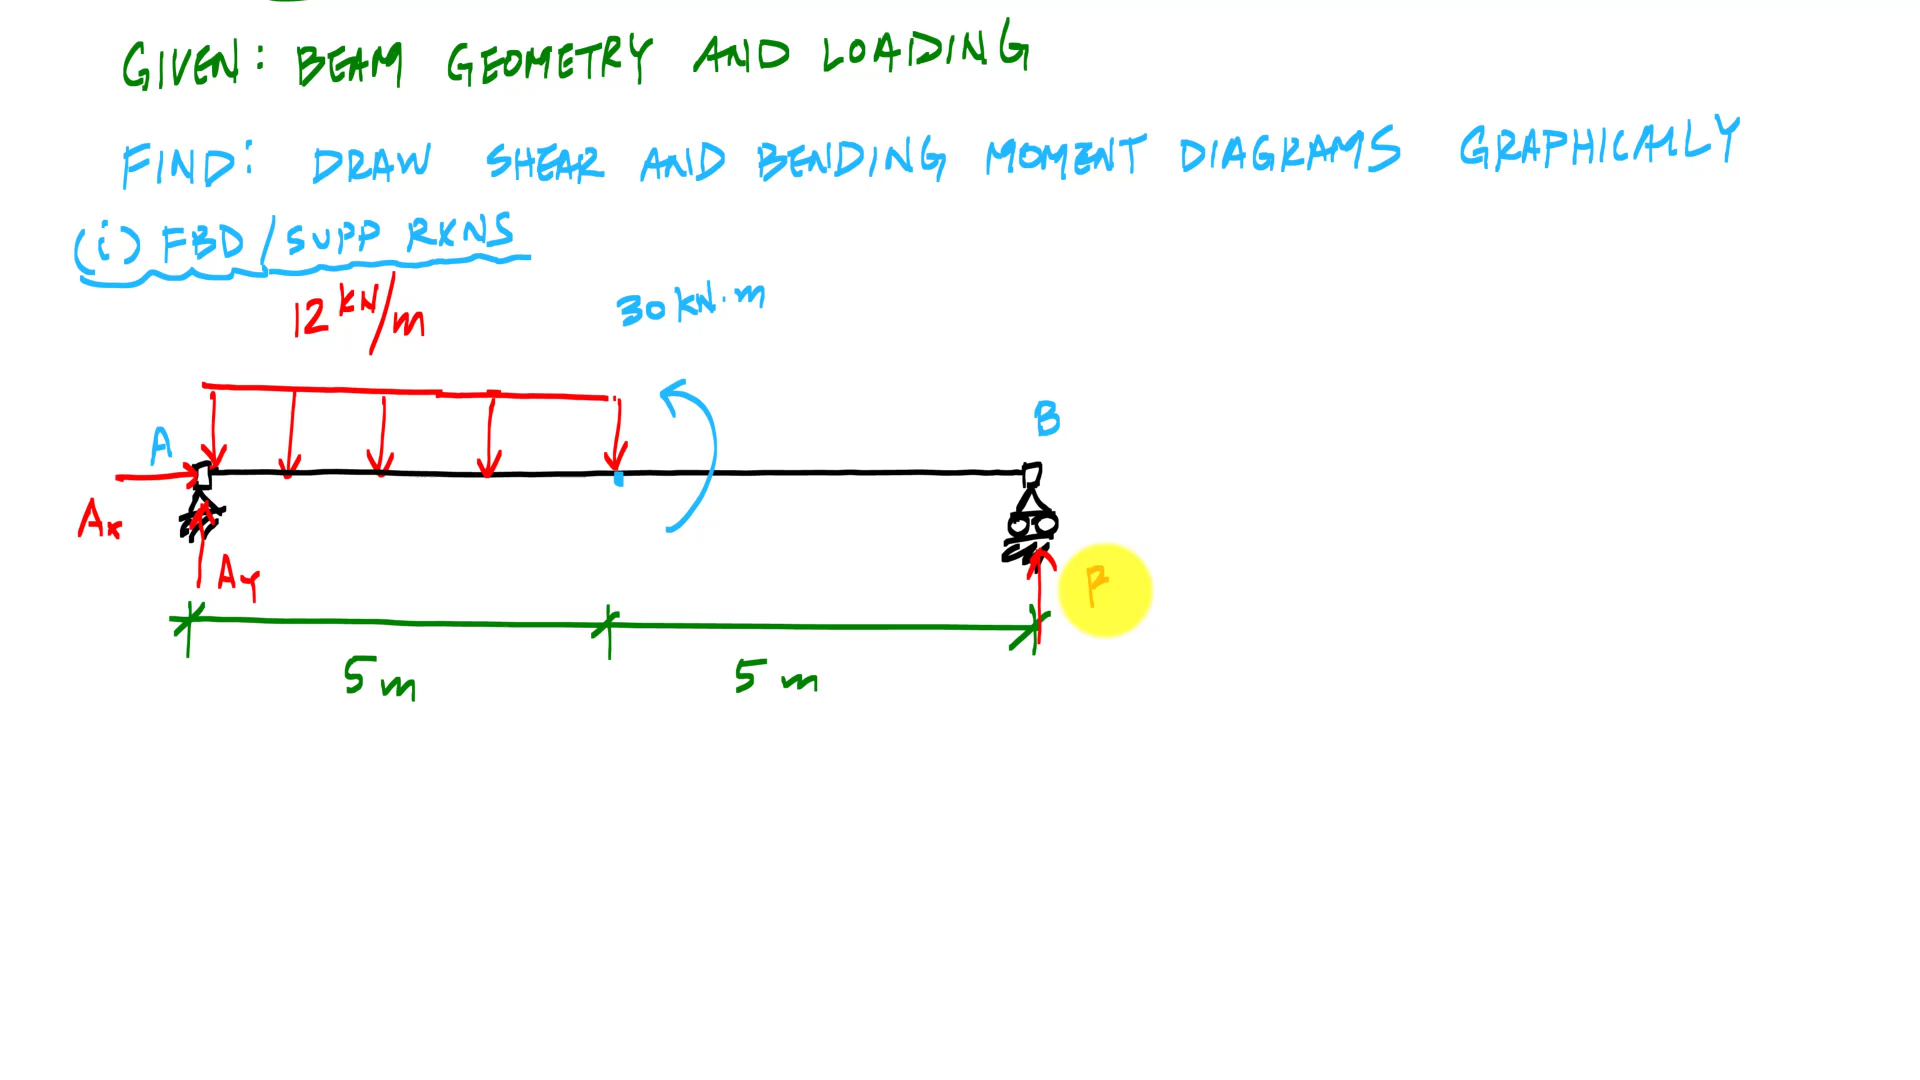 GIVEN: BEAM GEOMETRY AND LOADING
FIND: DRAW SHEAR AND BENDING MOMENT DIAGRAMS GRAPHICALLY
(i) FBD/SUPP RXNS
12 kN/m
30 kN·m
A
B
Ax
Ay
5 m
5 m